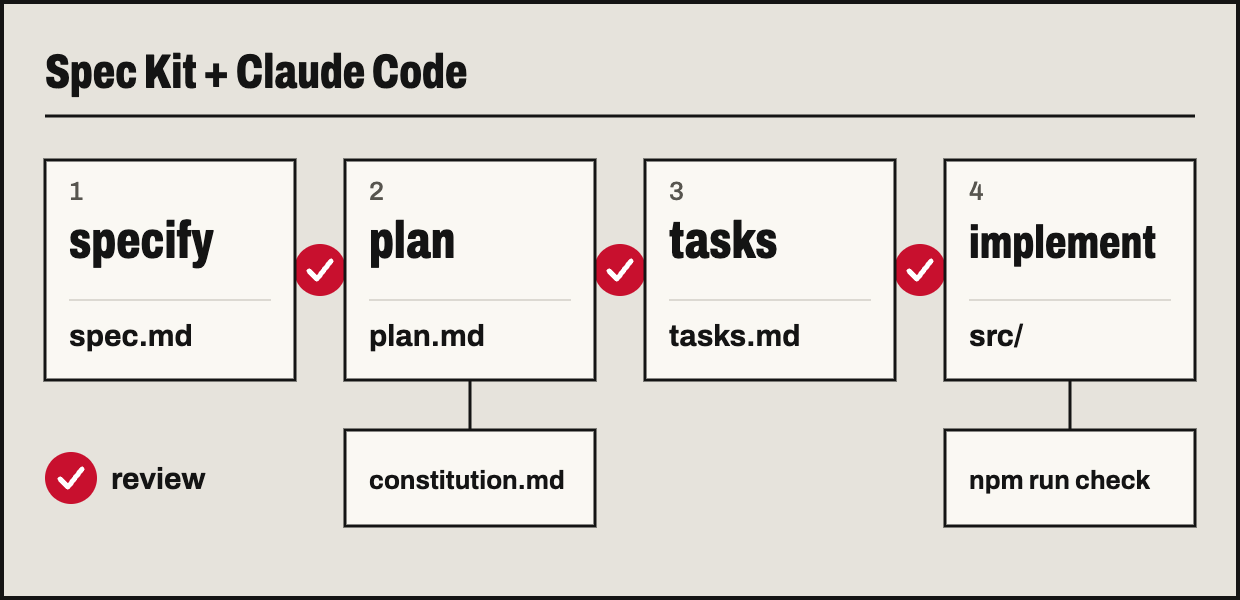 Spec Kit + Claude Code
1
specify
spec.md
2
plan
plan.md
3
tasks
tasks.md
4
implement
src/
review
constitution.md
npm run check